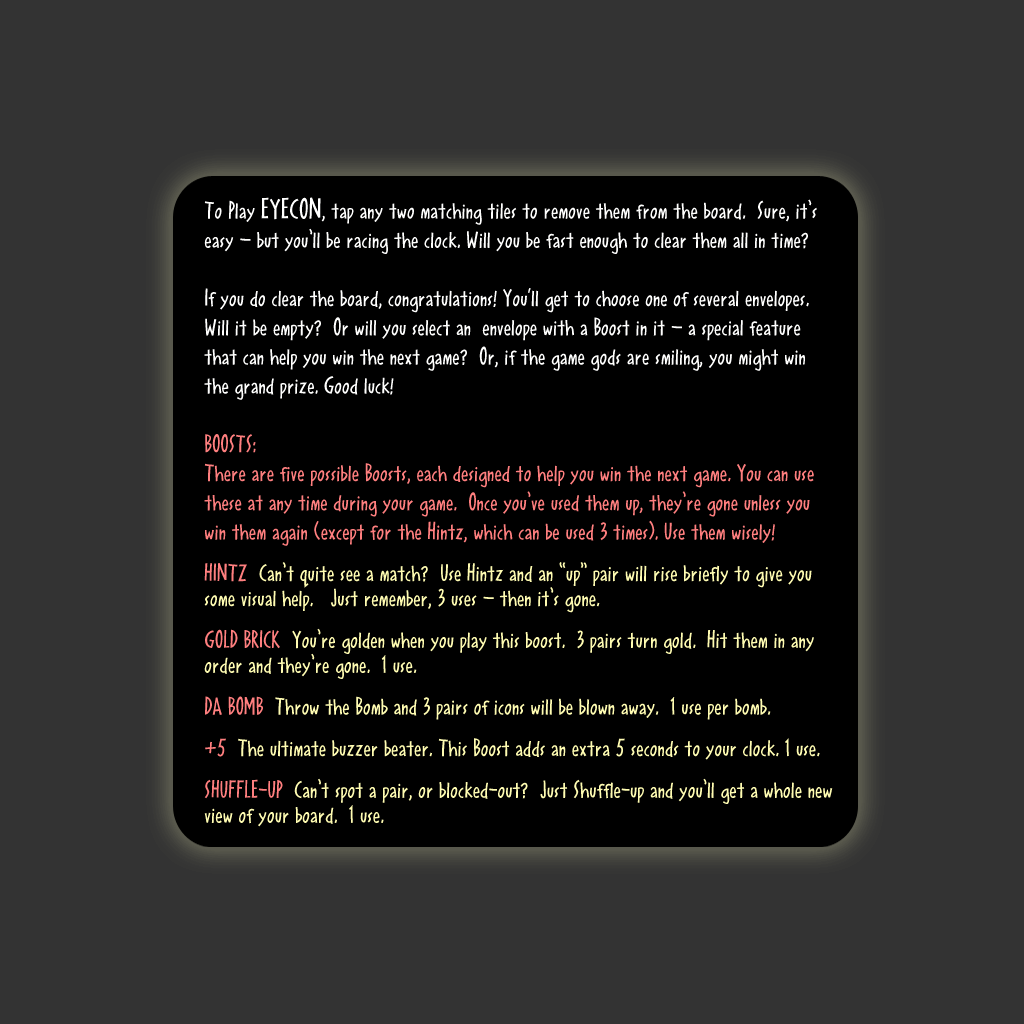 To Play EYECON, tap any two matching tiles to remove them from the board.  Sure, it's
easy – but you'll be racing the clock. Will you be fast enough to clear them all in time?
If you do clear the board, congratulations! You'll get to choose one of several envelopes.
Will it be empty?  Or will you select an  envelope with a Boost in it – a special feature
that can help you win the next game?  Or, if the game gods are smiling, you might win
the grand prize. Good luck!
BOOSTS:
There are five possible Boosts, each designed to help you win the next game. You can use
these at any time during your game.  Once you've used them up, they're gone unless you
win them again (except for the Hintz, which can be used 3 times). Use them wisely!
HINTZ  Can't quite see a match?  Use Hintz and an "up" pair will rise briefly to give you
some visual help.   Just remember, 3 uses – then it's gone.
GOLD BRICK  You're golden when you play this boost.  3 pairs turn gold.  Hit them in any
order and they're gone.  1 use.
DA BOMB  Throw the Bomb and 3 pairs of icons will be blown away.  1 use per bomb.
+5  The ultimate buzzer beater. This Boost adds an extra 5 seconds to your clock. 1 use.
SHUFFLE-UP  Can't spot a pair, or blocked-out?  Just Shuffle-up and you'll get a whole new
view of your board.  1 use.